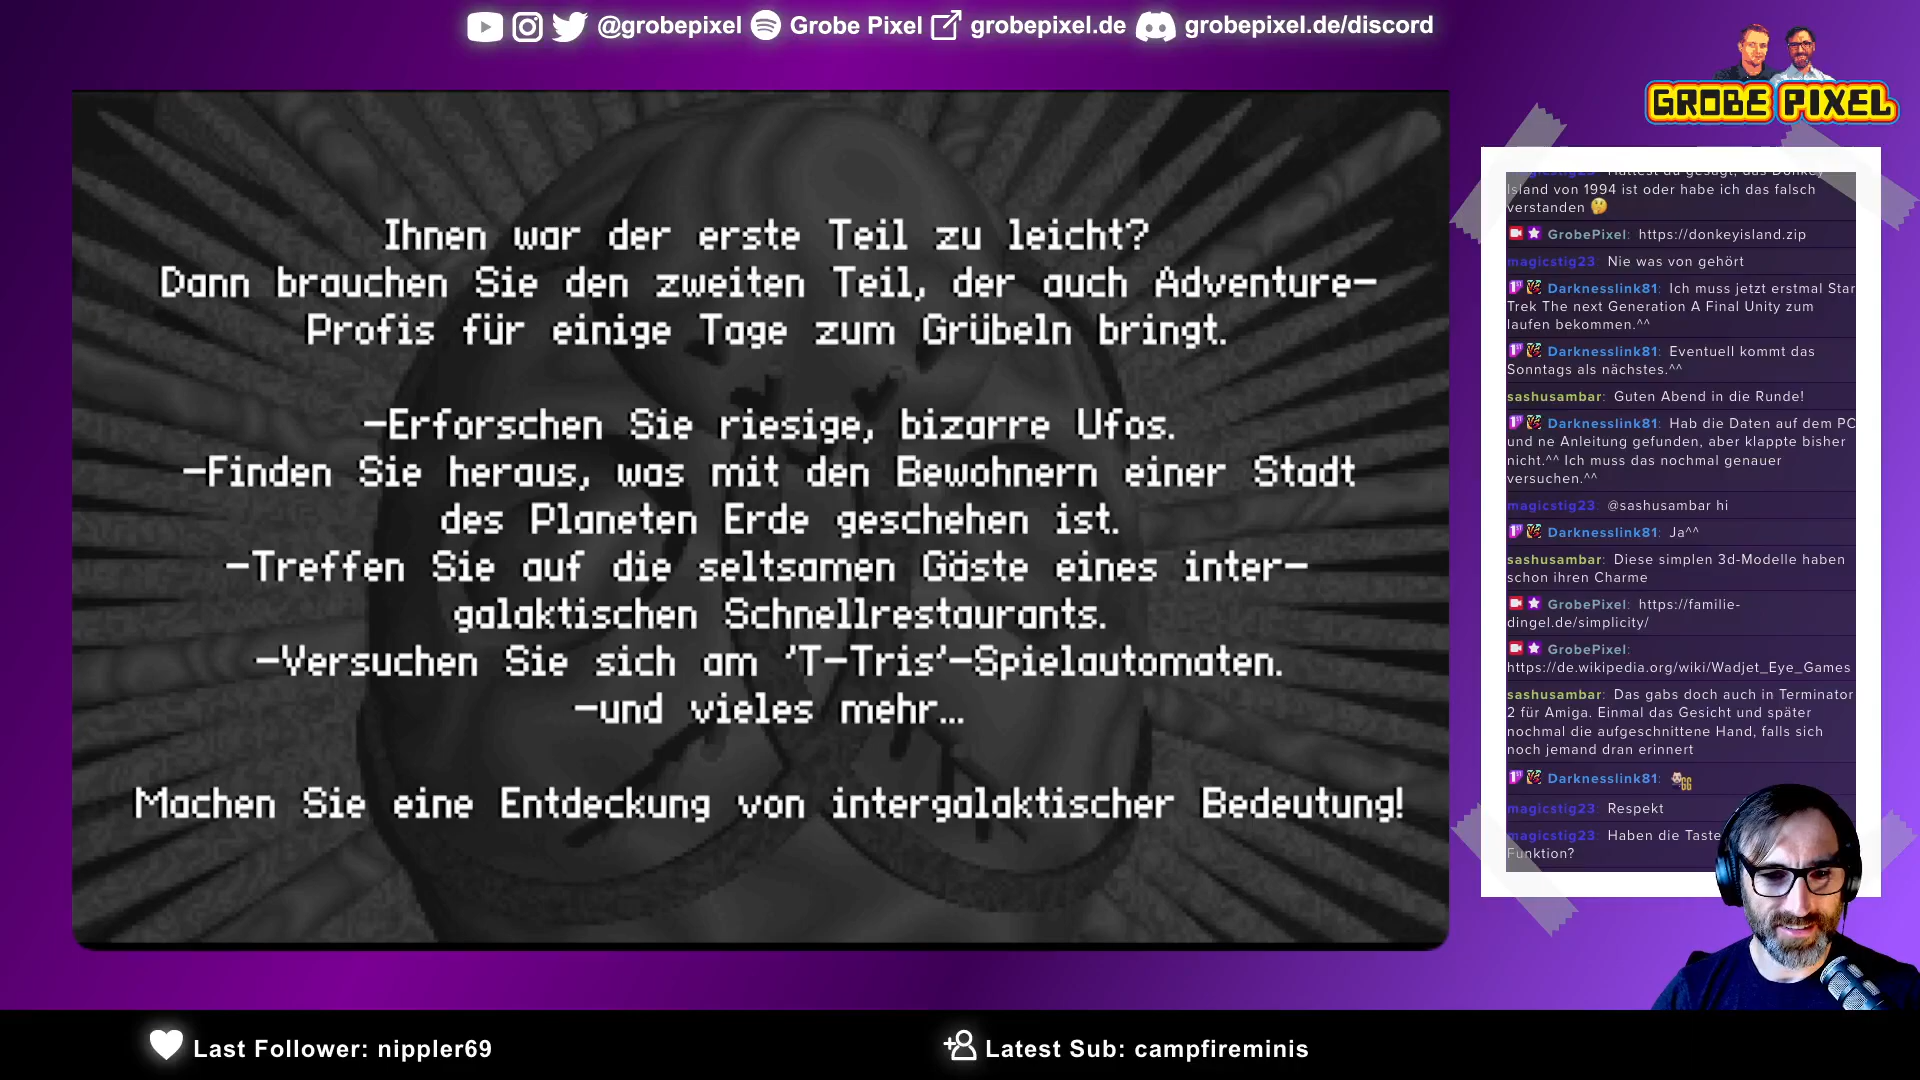 @grobepixel Grobe Pixel grobepixel.de grobepixel.de/discord
GROBE PIXEL
Ihnen war der erste Teil zu leicht?
Dann brauchen Sie den zweiten Teil, der auch Adventure-
Profis für einige Tage zum Grübeln bringt.
-Erforschen Sie riesige, bizarre Ufos.
-Finden Sie heraus, was mit den Bewohnern einer Stadt
des Planeten Erde geschehen ist.
-Treffen Sie auf die seltsamen Gäste eines inter-
galaktischen Schnellrestaurants.
-Versuchen Sie sich am 'T-Tris'-Spielautomaten.
-und vieles mehr...
Machen Sie eine Entdeckung von intergalaktischer Bedeutung!
magicstig23: Hättest du gesagt, das Donkey
Island von 1994 ist oder habe ich das falsch
verstanden 🤔
GrobePixel: https://donkeyisland.zip
magicstig23: Nie was von gehört
Darknesslink81: Ich muss jetzt erstmal Star
Trek The next Generation A Final Unity zum
laufen bekommen.^^
Darknesslink81: Eventuell kommt das
Sonntags als nächstes.^^
sashusambar: Guten Abend in die Runde!
Darknesslink81: Hab die Daten auf dem PC
und ne Anleitung gefunden, aber klappte bisher
nicht.^^ Ich muss das nochmal genauer
versuchen.^^
magicstig23: @sashusambar hi
Darknesslink81: Ja^^
sashusambar: Diese simplen 3d-Modelle haben
schon ihren Charme
GrobePixel: https://familie-
dingel.de/simplicity/
GrobePixel:
https://de.wikipedia.org/wiki/Wadjet_Eye_Games
sashusambar: Das gabs doch auch in Terminator
2 für Amiga. Einmal das Gesicht und später
nochmal die aufgeschnittene Hand, falls sich
noch jemand dran erinnert
Darknesslink81: GG
magicstig23: Respekt
magicstig23: Haben die Taste
Funktion?
Last Follower: nippler69
Latest Sub: campfireminis